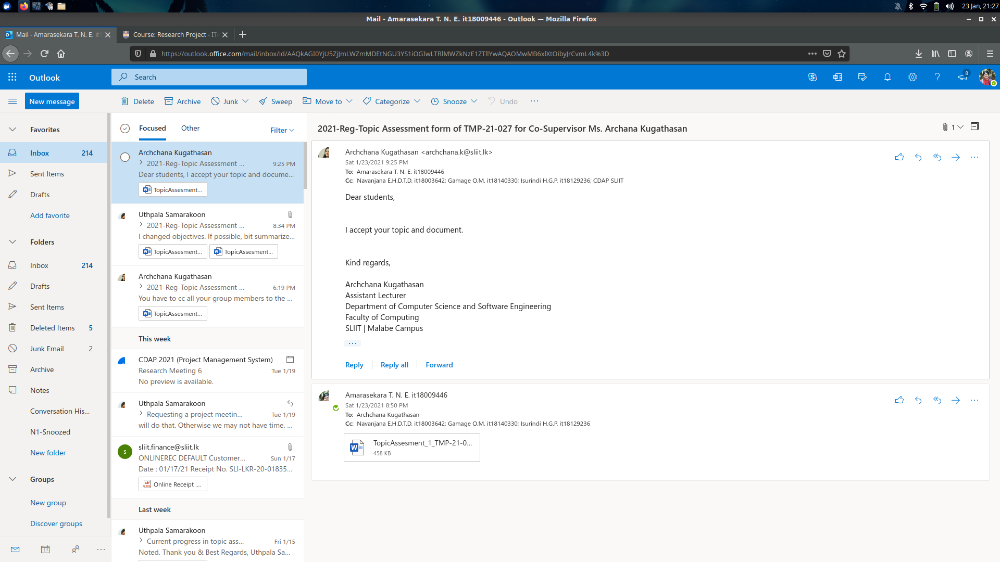 23 Jan, 21:27
Mail - Amarasekara T. N. E. it18009446 - Outlook — Mozilla Firefox
Mail - Amarasekara T. N. E. it1
Course: Research Project - IT4
https://outlook.office.com/mail/inbox/id/AAQkAGI0YjU5ZjJmLWZmMDEtNGU3YS1iOGIwLTRlMWZkNzE1ZTllYwAQAOMwMB6xlXtOibyJrCvmL4k%3D
Outlook
Search
8
New message
Delete
Archive
Junk
Sweep
Move to
Categorize
Snooze
Undo
Favorites
Inbox 214
Sent Items
Drafts
Add favorite
Folders
Inbox 214
Drafts
Sent Items
Deleted Items 5
Junk Email 2
Archive
Notes
Conversation His...
N1-Snoozed
New folder
Groups
New group
Discover groups
Focused
Other
Filter
Archchana Kugathasan
2021-Reg-Topic Assessment ... 9:25 PM
Dear students, I accept your topic and docume...
TopicAssesment...
Uthpala Samarakoon
2021-Reg-Topic Assessment ... 8:34 PM
I changed objectives. If possible, bit summarize...
TopicAssesment... TopicAssesment...
Archchana Kugathasan
2021-Reg-Topic Assessment ... 6:19 PM
You have to cc all your group members to the ...
TopicAssesment...
This week
CDAP 2021 (Project Management System)
Research Meeting 6 Tue 1/19
No preview is available.
Uthpala Samarakoon
Requesting a project meetin... Tue 1/19
will do that. Otherwise we may not have time. ...
S
sliit.finance@sliit.lk
ONLINEREC DEFAULT Customer... Sun 1/17
Date : 01/17/21 Receipt No. SLI-LKR-20-01835...
Online Receipt ....
Last week
Uthpala Samarakoon
Current progress in topic ass... Fri 1/15
Noted. Thank you & Best Regards, Uthpala Sa...
2021-Reg-Topic Assessment form of TMP-21-027 for Co-Supervisor Ms. Archana Kugathasan
1
Archchana Kugathasan <archchana.k@sliit.lk>
Sat 1/23/2021 9:25 PM
To: Amarasekara T. N. E. it18009446
Cc: Navanjana E.H.D.T.D. it18003642; Gamage O.M. it18140330; Isurindi H.G.P. it18129236; CDAP SLIIT
Dear students,
I accept your topic and document.
Kind regards,
Archchana Kugathasan
Assistant Lecturer
Department of Computer Science and Software Engineering
Faculty of Computing
SLIIT | Malabe Campus
...
Reply
Reply all
Forward
Amarasekara T. N. E. it18009446
Sat 1/23/2021 8:50 PM
To: Archchana Kugathasan
Cc: Navanjana E.H.D.T.D. it18003642; Gamage O.M. it18140330; Isurindi H.G.P. it18129236
TopicAssesment_1_TMP-21-0...
458 KB